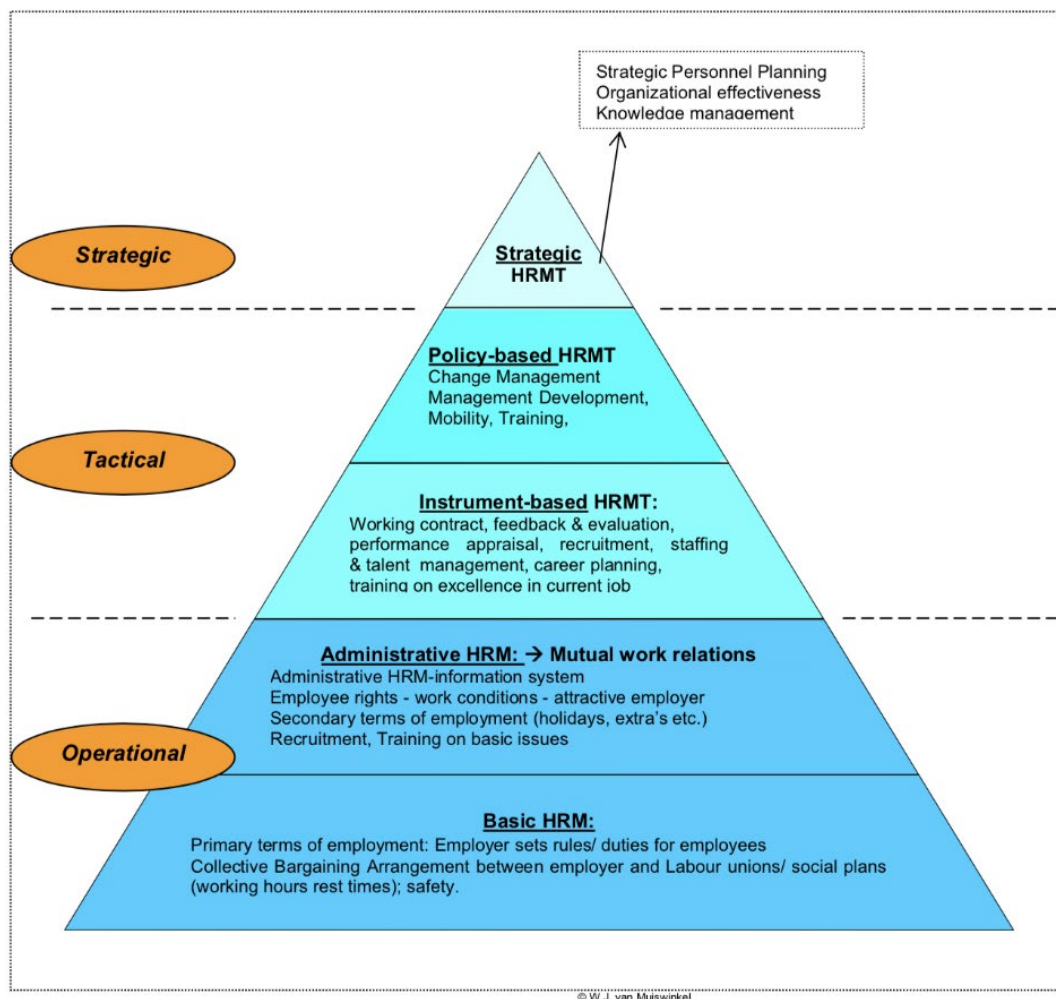 Strategic Personnel Planning
Organizational effectiveness
Knowledge management
Strategic
Strategic
HRMT
Policy-based HRMT
Change Management
Management Development,
Mobility, Training,
Tactical
Instrument-based HRMT:
Working contract, feedback & evaluation,
performance appraisal, recruitment, staffing
& talent management, career planning,
training on excellence in current job
Administrative HRM: → Mutual work relations
Administrative HRM-information system
Employee rights - work conditions - attractive employer
Secondary terms of employment (holidays, extra's etc.)
Recruitment, Training on basic issues
Operational
Basic HRM:
Primary terms of employment: Employer sets rules/ duties for employees
Collective Bargaining Arrangement between employer and Labour unions/ social plans
(working hours rest times); safety.
© W.J. van Muiswinkel